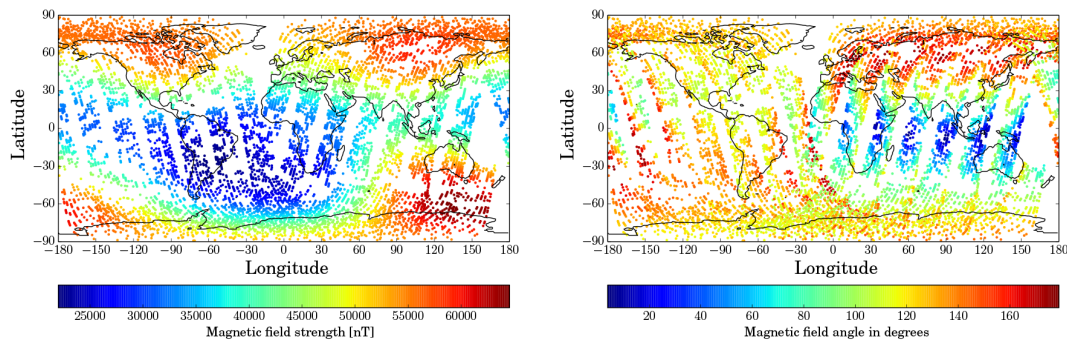 90
60
30
0
−30
−60
−90
Latitude
−180 −150 −120 −90 −60 −30 0 30 60 90 120 150 180
Longitude
25000 30000 35000 40000 45000 50000 55000 60000
Magnetic field strength [nT]
90
60
30
0
−30
−60
−90
Latitude
−180 −150 −120 −90 −60 −30 0 30 60 90 120 150 180
Longitude
20 40 60 80 100 120 140 160
Magnetic field angle in degrees